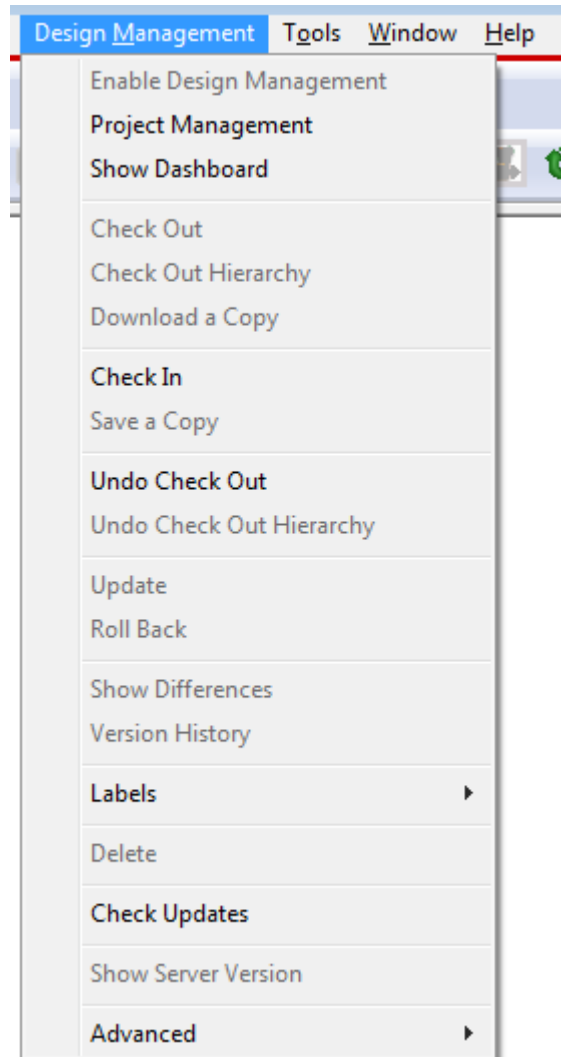 Design Management Tools Window Help
Enable Design Management
Project Management
Show Dashboard
Check Out
Check Out Hierarchy
Download a Copy
Check In
Save a Copy
Undo Check Out
Undo Check Out Hierarchy
Update
Roll Back
Show Differences
Version History
Labels
Delete
Check Updates
Show Server Version
Advanced